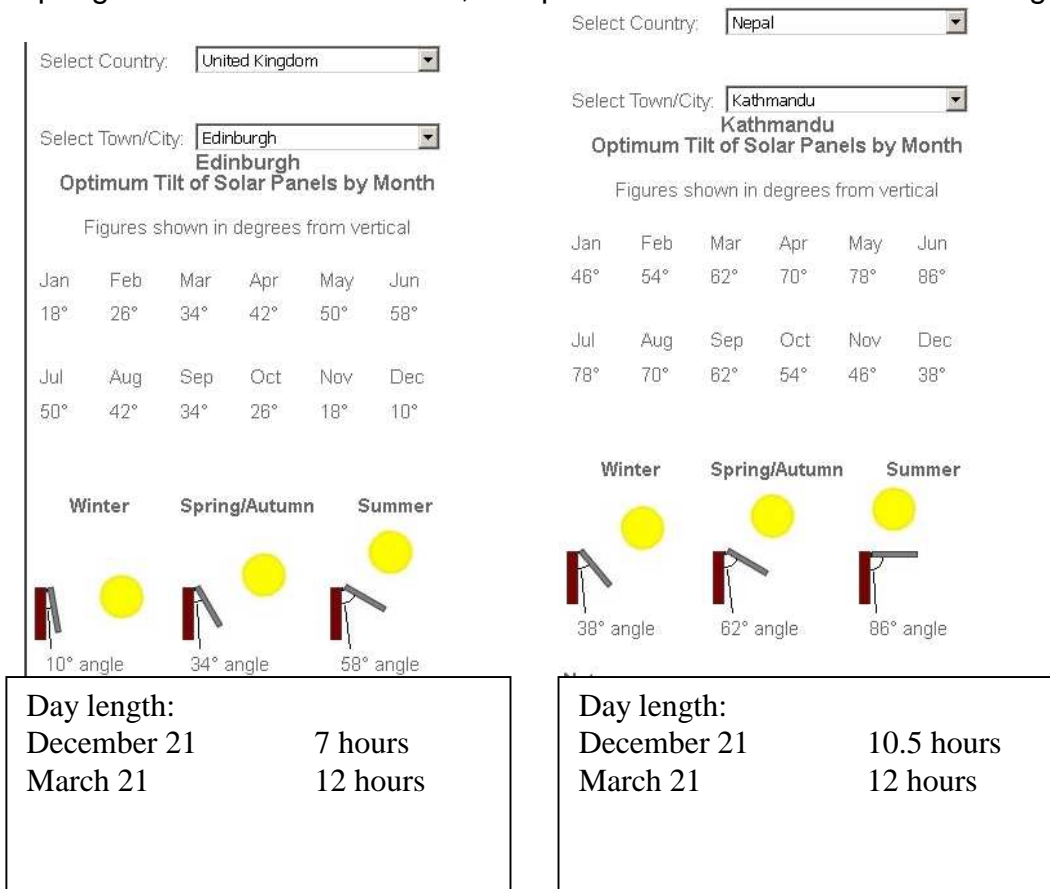 Select Country: United Kingdom
Select Town/City: Edinburgh
Edinburgh
Optimum Tilt of Solar Panels by Month
Figures shown in degrees from vertical
Jan Feb Mar Apr May Jun
18° 26° 34° 42° 50° 58°
Jul Aug Sep Oct Nov Dec
50° 42° 34° 26° 18° 10°
Winter Spring/Autumn Summer
10° angle 34° angle 58° angle
Day length:
December 21 7 hours
March 21 12 hours
Select Country: Nepal
Select Town/City: Kathmandu
Kathmandu
Optimum Tilt of Solar Panels by Month
Figures shown in degrees from vertical
Jan Feb Mar Apr May Jun
46° 54° 62° 70° 78° 86°
Jul Aug Sep Oct Nov Dec
78° 70° 62° 54° 46° 38°
Winter Spring/Autumn Summer
38° angle 62° angle 86° angle
Day length:
December 21 10.5 hours
March 21 12 hours